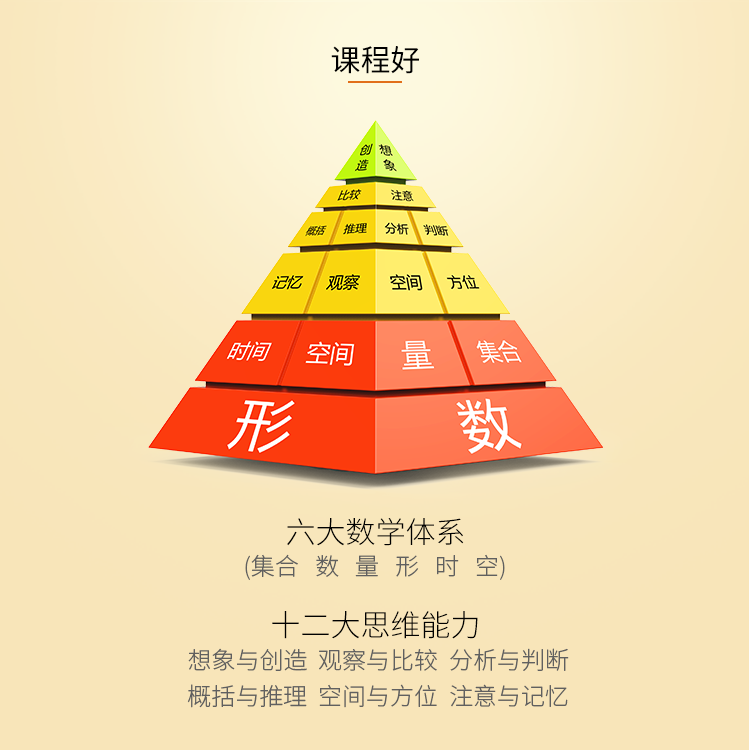 课程好
创 想
造 象
比较 注意
概括 推理 分析 判断
记忆 观察 空间 方位
时间 空间 量 集合
形 数
六大数学体系
(集合 数 量 形 时 空)
十二大思维能力
想象与创造 观察与比较 分析与判断
概括与推理 空间与方位 注意与记忆